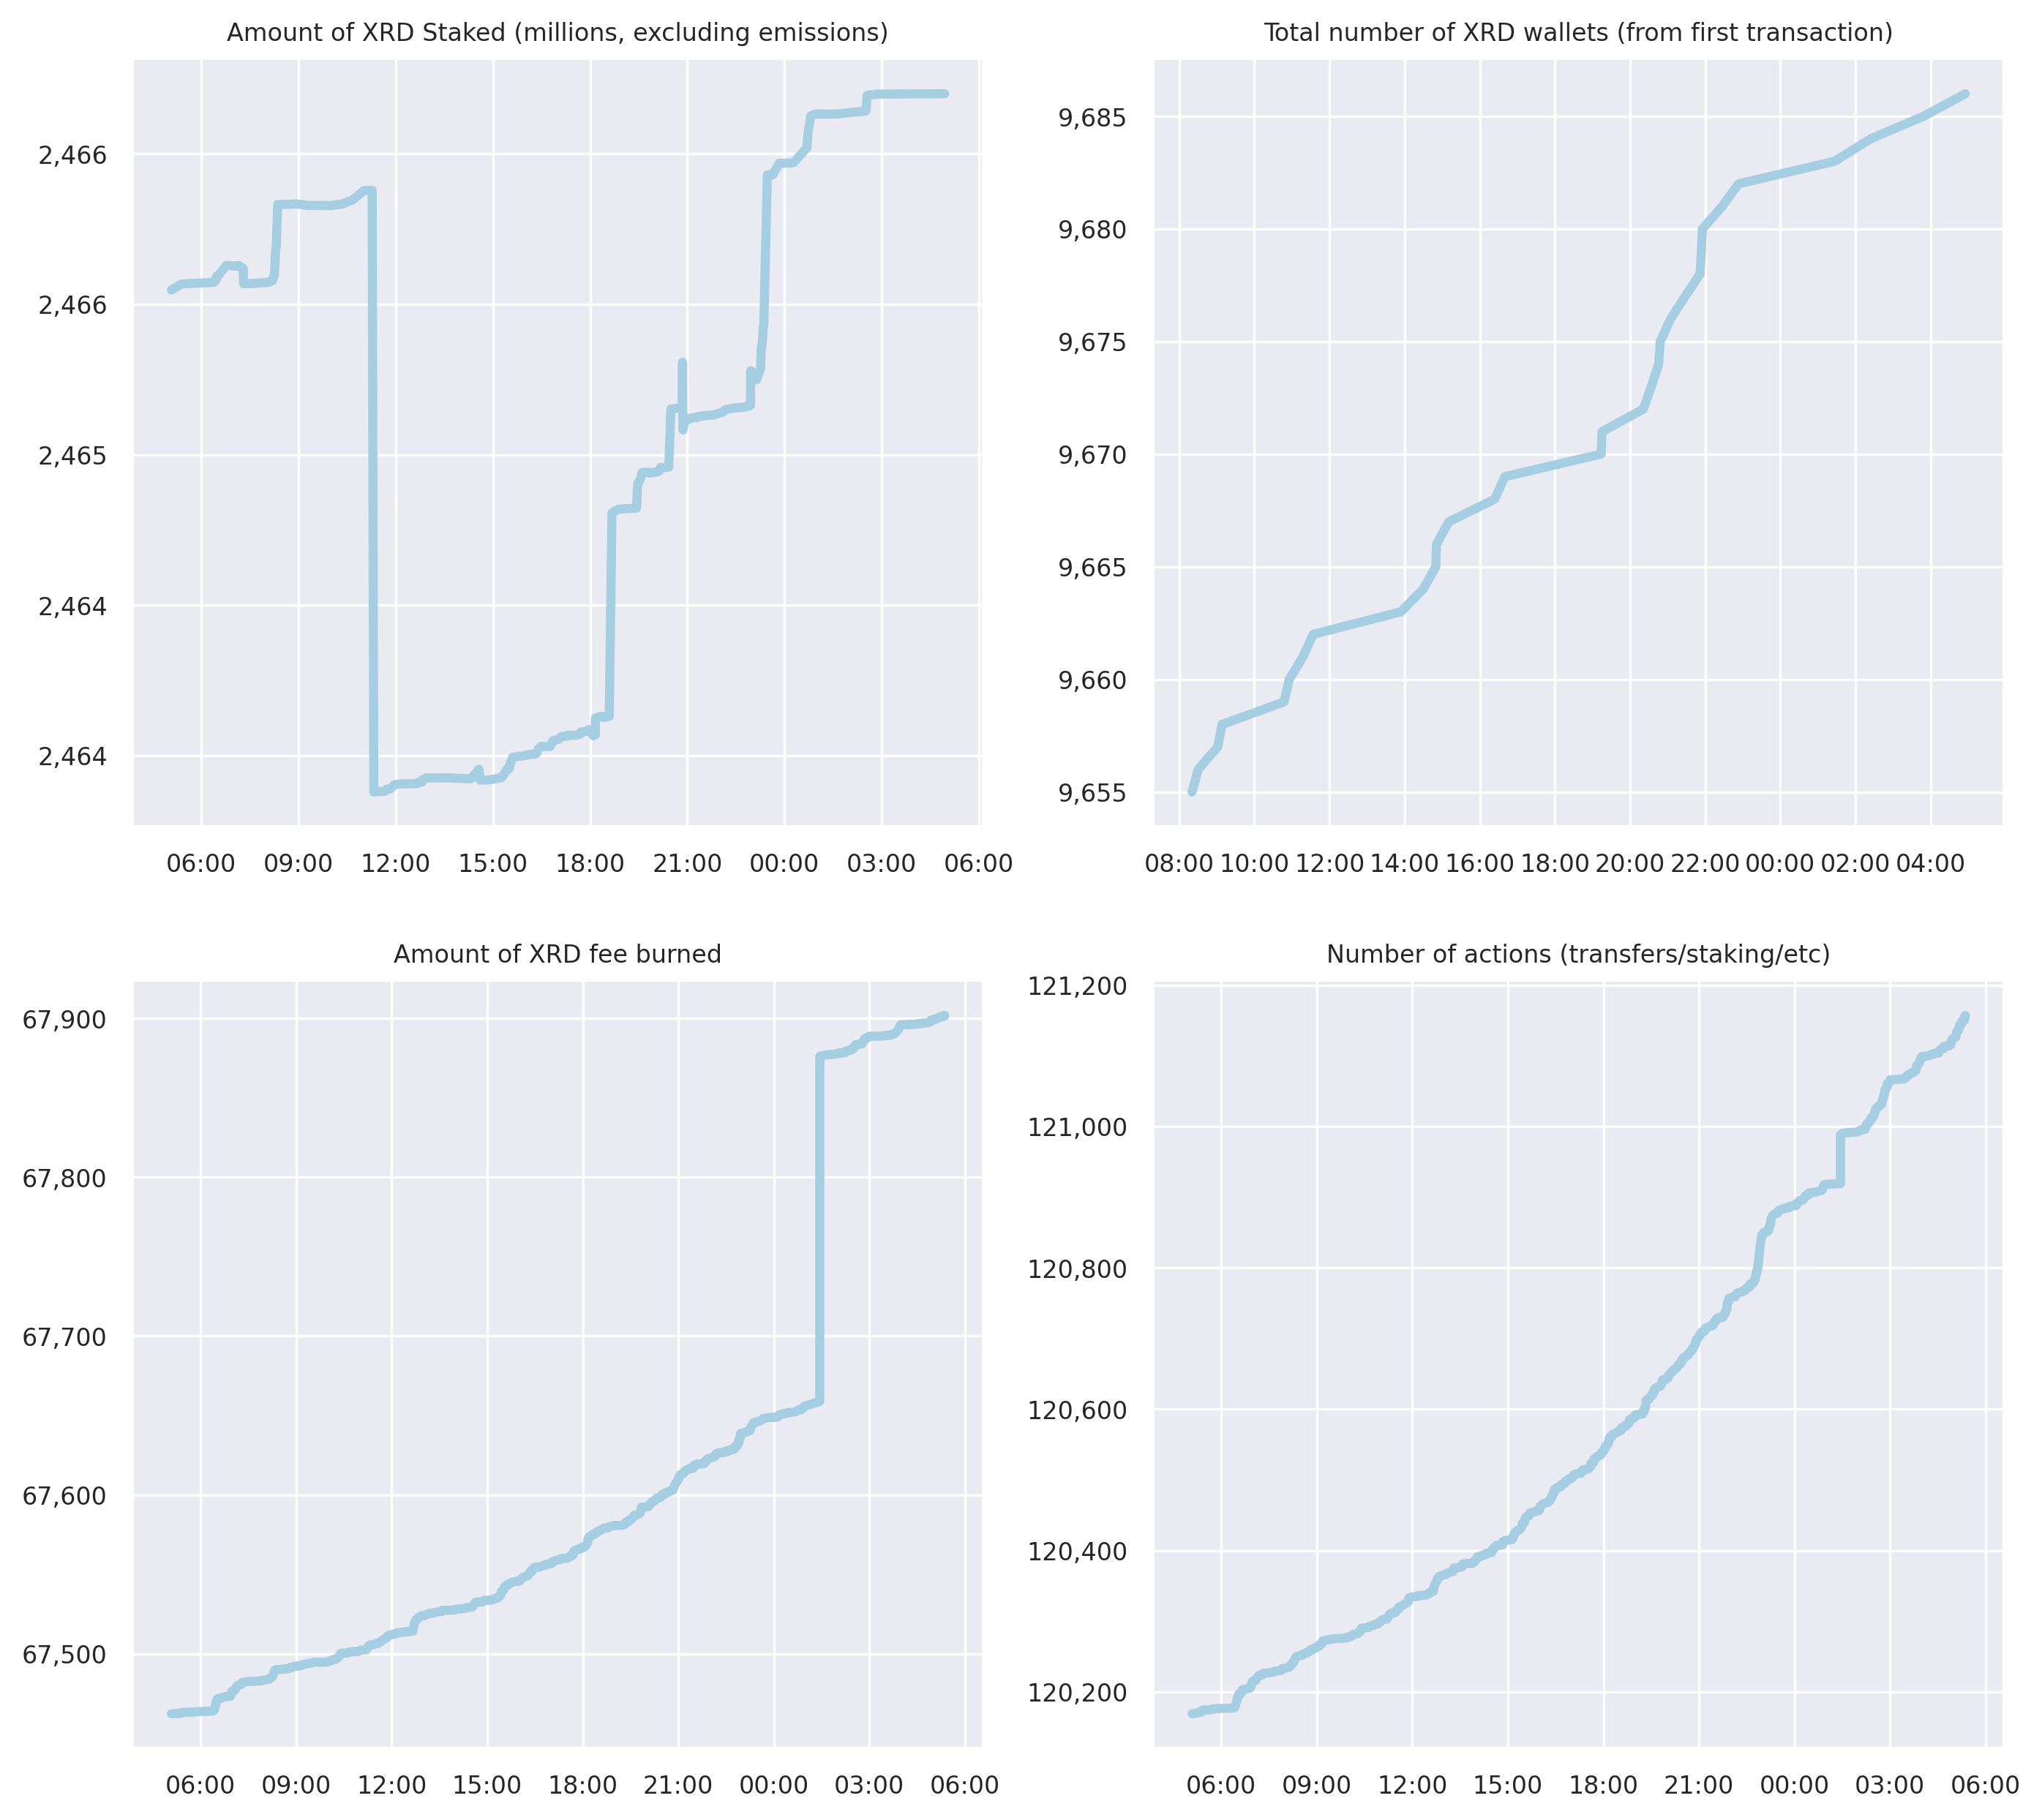 Amount of XRD Staked (millions, excluding emissions)
2,466
2,466
2,465
2,464
2,464
06:00 09:00 12:00 15:00 18:00 21:00 00:00 03:00 06:00
Total number of XRD wallets (from first transaction)
9,685
9,680
9,675
9,670
9,665
9,660
9,655
08:00 10:00 12:00 14:00 16:00 18:00 20:00 22:00 00:00 02:00 04:00
Amount of XRD fee burned
67,900
67,800
67,700
67,600
67,500
06:00 09:00 12:00 15:00 18:00 21:00 00:00 03:00 06:00
Number of actions (transfers/staking/etc)
121,200
121,000
120,800
120,600
120,400
120,200
06:00 09:00 12:00 15:00 18:00 21:00 00:00 03:00 06:00